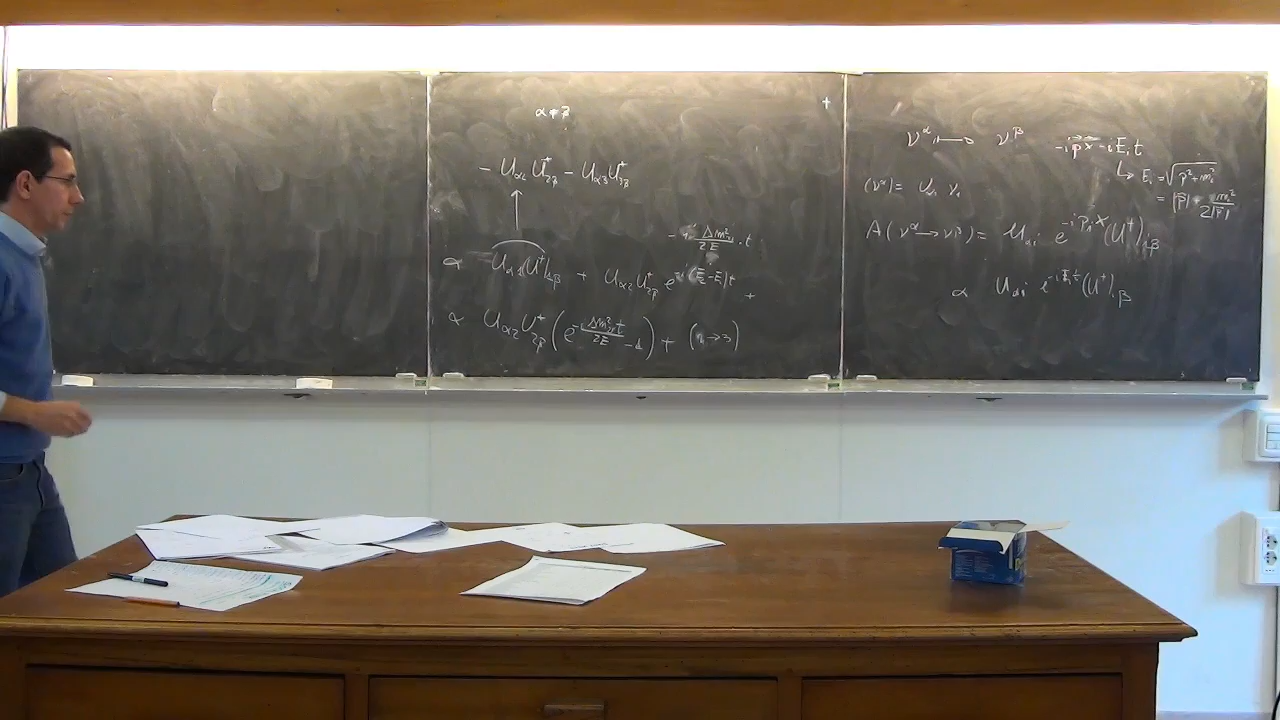 α ≠ β
- U_{α2} U^†_{2β} - U_{α3} U^†_{3β}
- i Δm²_{21}/2E · t
∝ U_{α1}(U^†)_{1β} + U_{α2} U^†_{2β} e^{-i(E_2-E_1)t} +
∝ U_{α2} U^†_{2β} ( e^{-i Δm²_{21} t/2E} - 1 ) + (2→3)
ν^α ⟼ ν^β
-i p⃗x⃗ - i E_i t
↳ E_i = √(p²+m_i²)
= |p⃗| + m_i²/2|p⃗|
|ν^α⟩ = U_{αi} ν_i
A(ν^α → ν^β) = U_{αi} e^{-i p_i x} (U^†)_{iβ}
∝ U_{αi} e^{-i E_i t} (U^†)_{iβ}